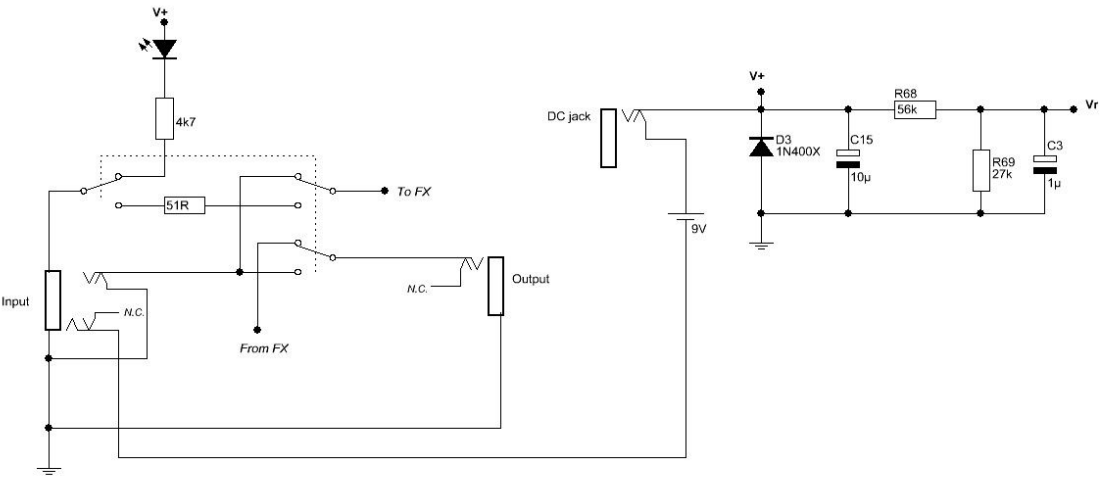 V+
4k7
51R
To FX
Input
N.C.
From FX
N.C.
Output
DC jack
9V
V+
D3
1N400X
C15
10µ
R68
56k
R69
27k
C3
1µ
Vr